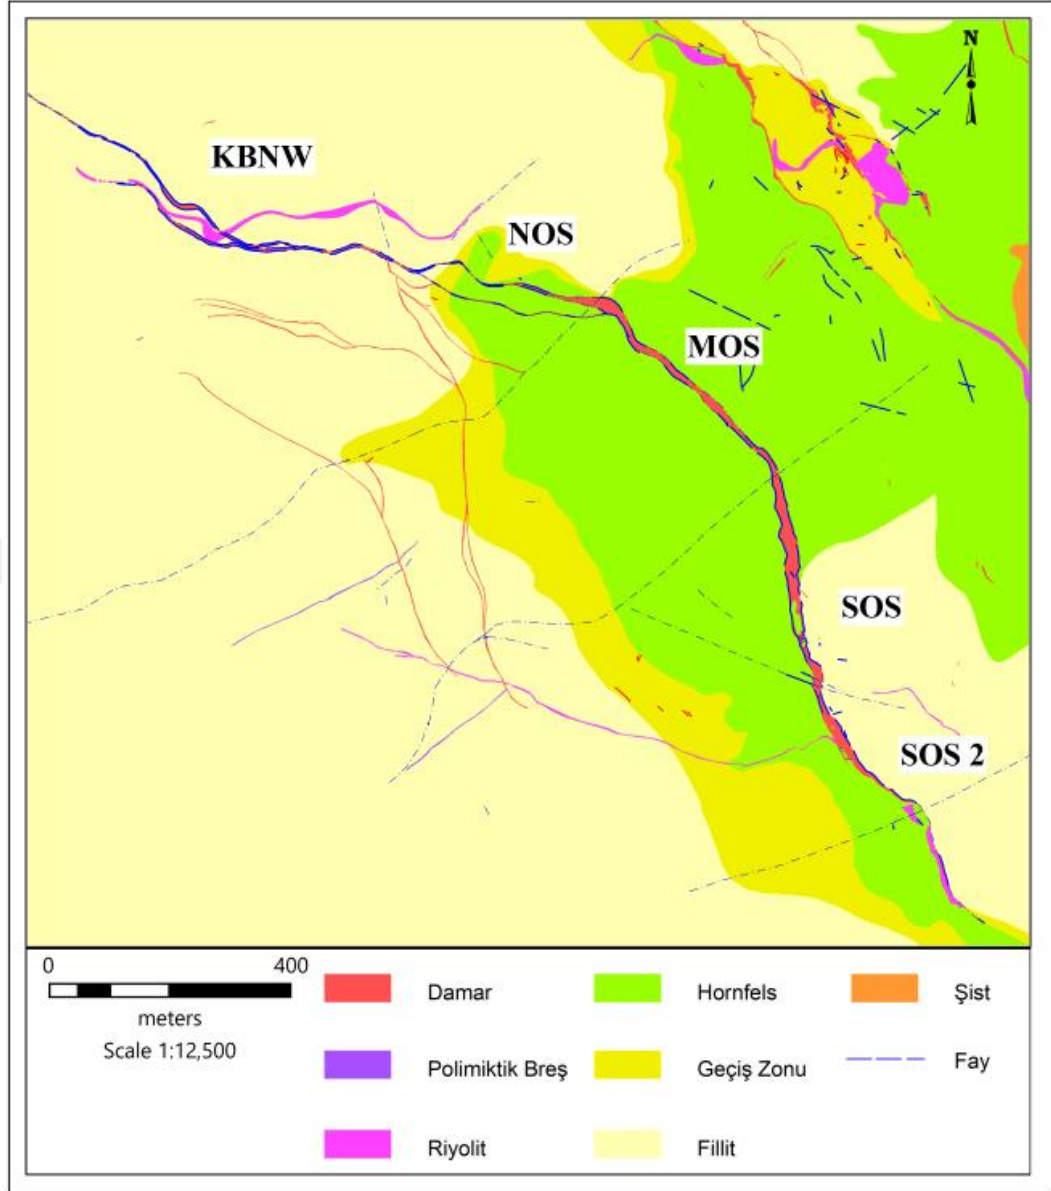 N
KBNW
NOS
MOS
SOS
SOS 2
0 400
meters
Scale 1:12,500
Damar
Hornfels
Şist
Polimiktik Breş
Geçiş Zonu
Fay
Riyolit
Fillit